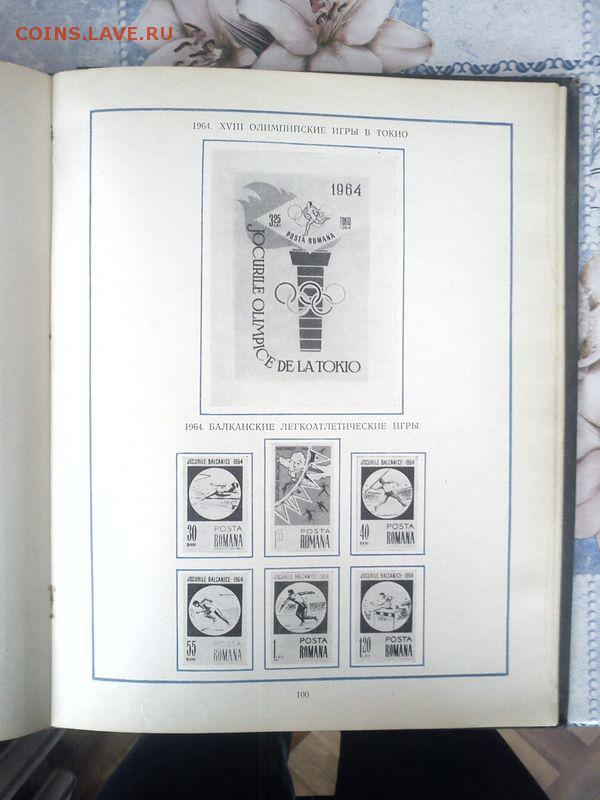 COINS.LAVE.RU
1964. XVIII ОЛИМПИЙСКИЕ ИГРЫ В ТОКИО
1964
3.25
TOKIO
1964
POSTA ROMANA
JOCURILE OLIMPICE DE LA TOKIO
1964. БАЛКАНСКИЕ ЛЕГКОАТЛЕТИЧЕСКИЕ ИГРЫ
JOCURILE BALCANICE-1964
30
BANI
POSTA
ROMANA
POSTA
ROMANA
JOCURILE BALCANICE-1964
40
BANI
POSTA
ROMANA
JOCURILE BALCANICE-1964
55
BANI
POSTA
ROMANA
JOCURILE BALCANICE-1964
1
LEU
POSTA
ROMANA
JOCURILE BALCANICE-1964
1.20
LEI
POSTA
ROMANA
100